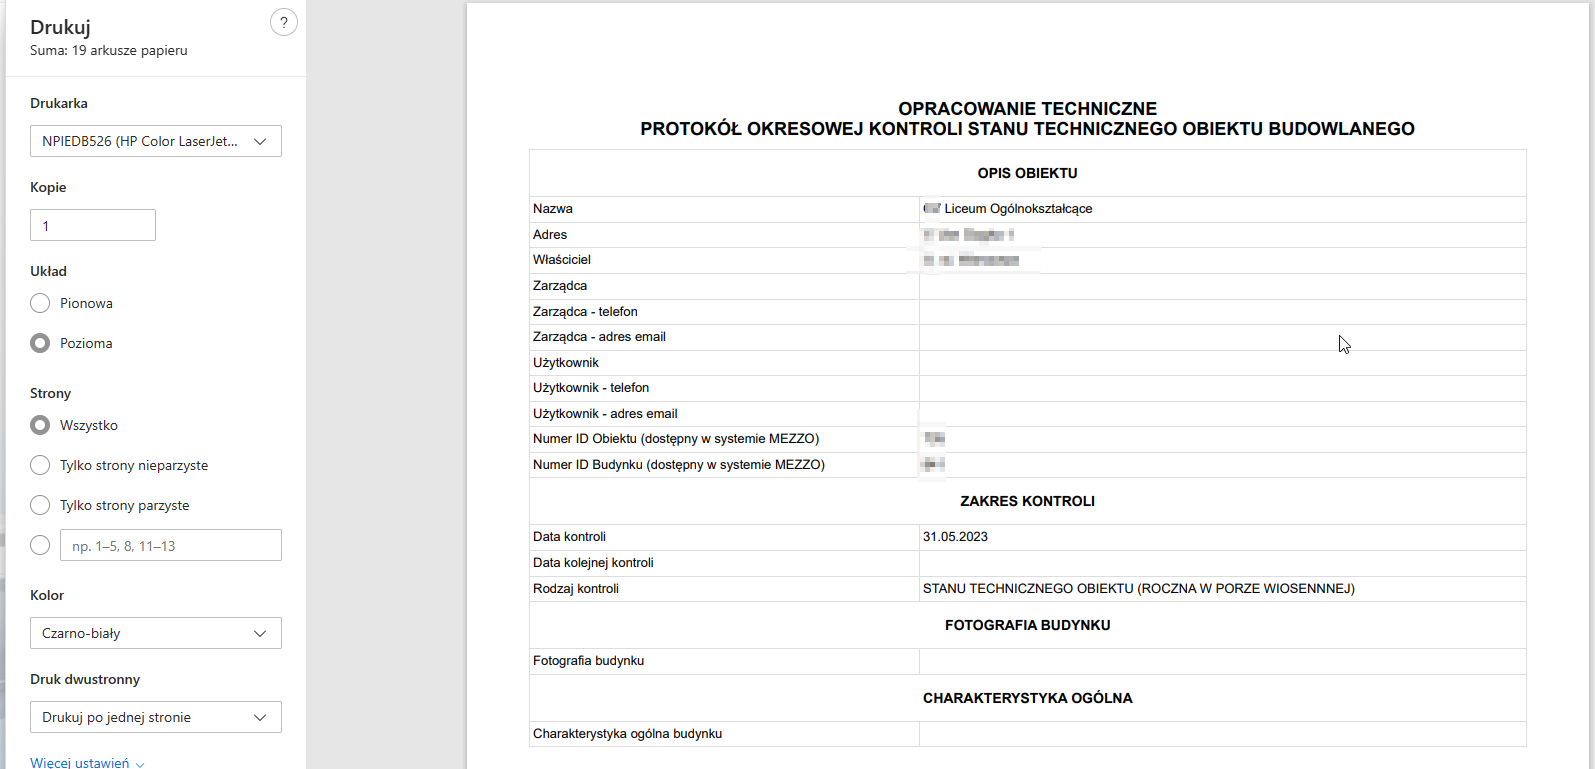 Drukuj
?
Suma: 19 arkusze papieru
Drukarka
NPIEDB526 (HP Color LaserJet...
Kopie
1
Układ
Pionowa
Pozioma
Strony
Wszystko
Tylko strony nieparzyste
Tylko strony parzyste
np. 1–5, 8, 11–13
Kolor
Czarno-biały
Druk dwustronny
Drukuj po jednej stronie
Więcej ustawień
OPRACOWANIE TECHNICZNE
PROTOKÓŁ OKRESOWEJ KONTROLI STANU TECHNICZNEGO OBIEKTU BUDOWLANEGO
OPIS OBIEKTU
Nazwa Liceum Ogólnokształcące
Adres
Właściciel
Zarządca
Zarządca - telefon
Zarządca - adres email
Użytkownik
Użytkownik - telefon
Użytkownik - adres email
Numer ID Obiektu (dostępny w systemie MEZZO)
Numer ID Budynku (dostępny w systemie MEZZO)
ZAKRES KONTROLI
Data kontroli 31.05.2023
Data kolejnej kontroli
Rodzaj kontroli STANU TECHNICZNEGO OBIEKTU (ROCZNA W PORZE WIOSENNNEJ)
FOTOGRAFIA BUDYNKU
Fotografia budynku
CHARAKTERYSTYKA OGÓLNA
Charakterystyka ogólna budynku